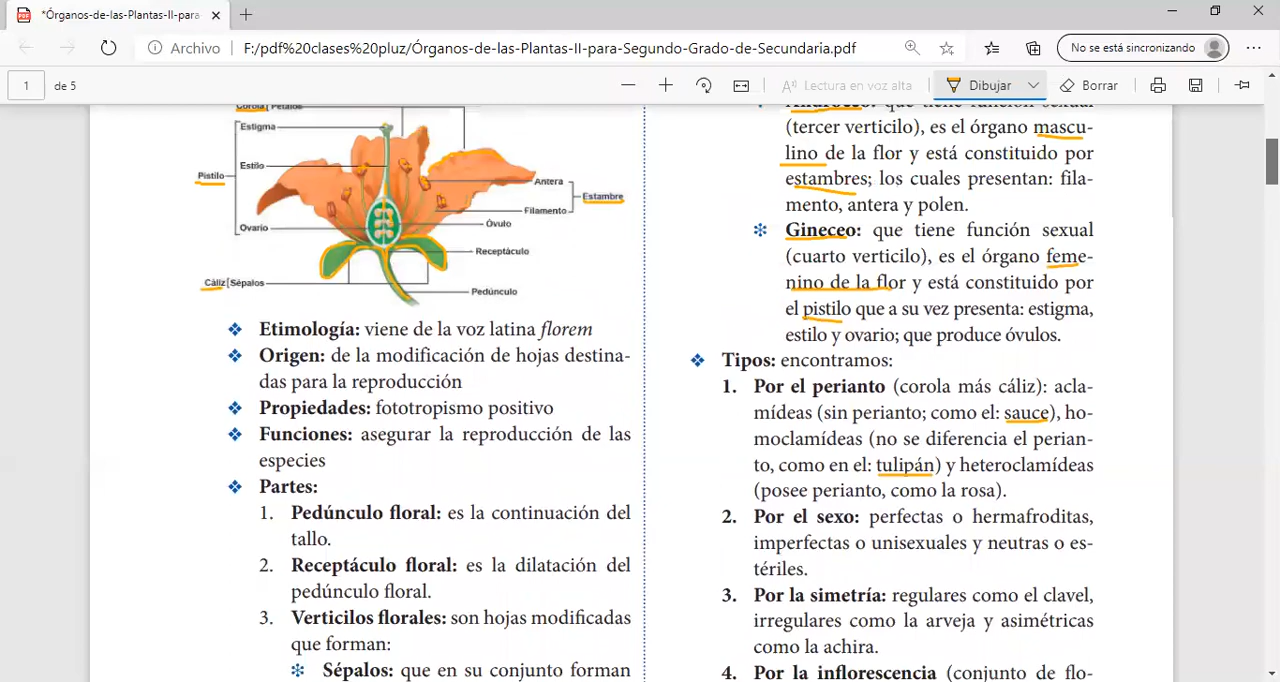 *Órganos-de-las-Plantas-II-para-
Archivo
F:/pdf%20clases%20pluz/Órganos-de-las-Plantas-II-para-Segundo-Grado-de-Secundaria.pdf
No se está sincronizando
1 de 5
Lectura en voz alta
Dibujar
Borrar
Corola Pétalos
Estigma
Estilo
Pistilo
Ovario
Cáliz Sépalos
Antera
Estambre
Filamento
Óvulo
Receptáculo
Pedúnculo
Etimología: viene de la voz latina florem
Origen: de la modificación de hojas destina-
das para la reproducción
Propiedades: fototropismo positivo
Funciones: asegurar la reproducción de las
especies
Partes:
1. Pedúnculo floral: es la continuación del
tallo.
2. Receptáculo floral: es la dilatación del
pedúnculo floral.
3. Verticilos florales: son hojas modificadas
que forman:
Sépalos: que en su conjunto forman
Androceo: que tiene función sexual
(tercer verticilo), es el órgano mascu-
lino de la flor y está constituido por
estambres; los cuales presentan: fila-
mento, antera y polen.
Gineceo: que tiene función sexual
(cuarto verticilo), es el órgano feme-
nino de la flor y está constituido por
el pistilo que a su vez presenta: estigma,
estilo y ovario; que produce óvulos.
Tipos: encontramos:
1. Por el perianto (corola más cáliz): acla-
mídeas (sin perianto; como el: sauce), ho-
moclamídeas (no se diferencia el perian-
to, como en el: tulipán) y heteroclamídeas
(posee perianto, como la rosa).
2. Por el sexo: perfectas o hermafroditas,
imperfectas o unisexuales y neutras o es-
tériles.
3. Por la simetría: regulares como el clavel,
irregulares como la arveja y asimétricas
como la achira.
4. Por la inflorescencia (conjunto de flo-